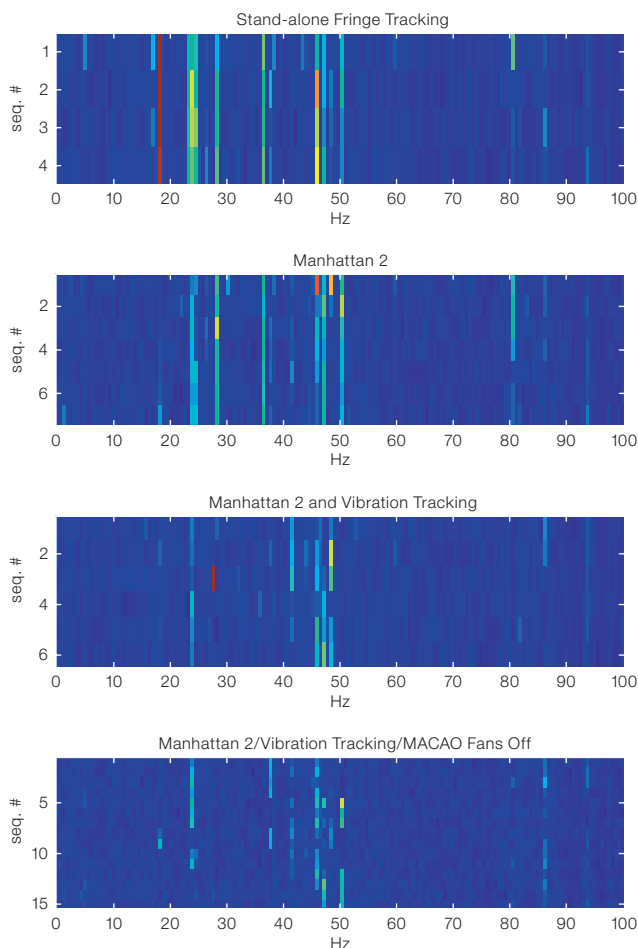 Stand-alone Fringe Tracking
seq. #
1
2
3
4
0 10 20 30 40 50 60 70 80 90 100
Hz
Manhattan 2
seq. #
2
4
6
0 10 20 30 40 50 60 70 80 90 100
Hz
Manhattan 2 and Vibration Tracking
seq. #
2
4
6
0 10 20 30 40 50 60 70 80 90 100
Hz
Manhattan 2/Vibration Tracking/MACAO Fans Off
seq. #
5
10
15
0 10 20 30 40 50 60 70 80 90 100
Hz